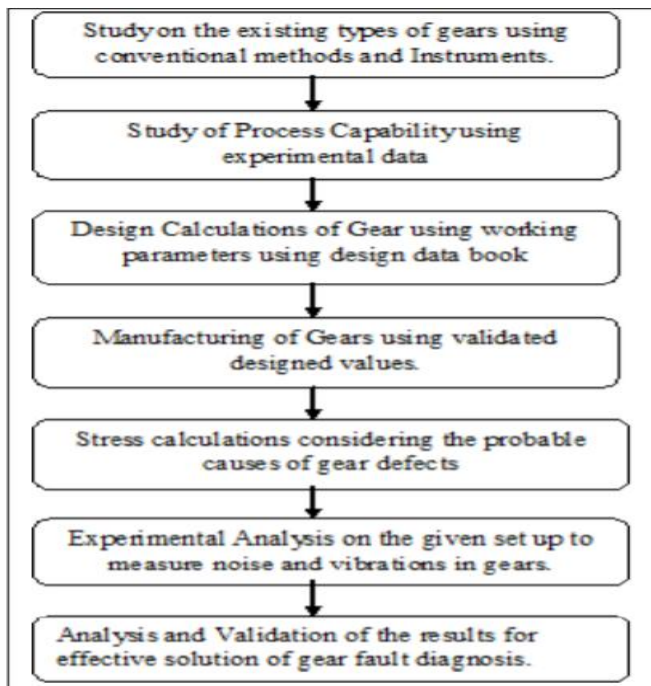 Study on the existing types of gears using
conventional methods and Instruments.
Study of Process Capability using
experimental data
Design Calculations of Gear using working
parameters using design data book
Manufacturing of Gears using validated
designed values.
Stress calculations considering the probable
causes of gear defects
Experimental Analysis on the given set up to
measure noise and vibrations in gears.
Analysis and Validation of the results for
effective solution of gear fault diagnosis.